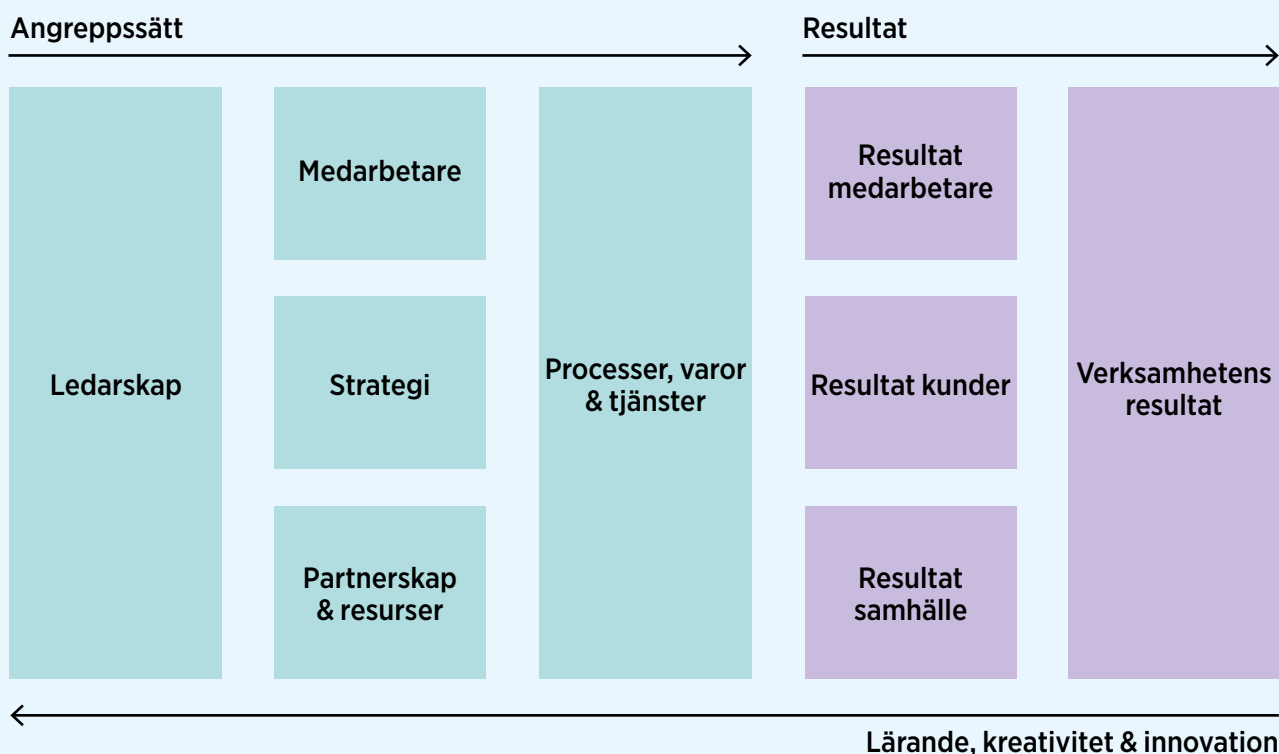 Angreppssätt
Resultat
Ledarskap
Medarbetare
Strategi
Partnerskap
& resurser
Processer, varor
& tjänster
Resultat
medarbetare
Resultat kunder
Resultat
samhälle
Verksamhetens
resultat
Lärande, kreativitet & innovation